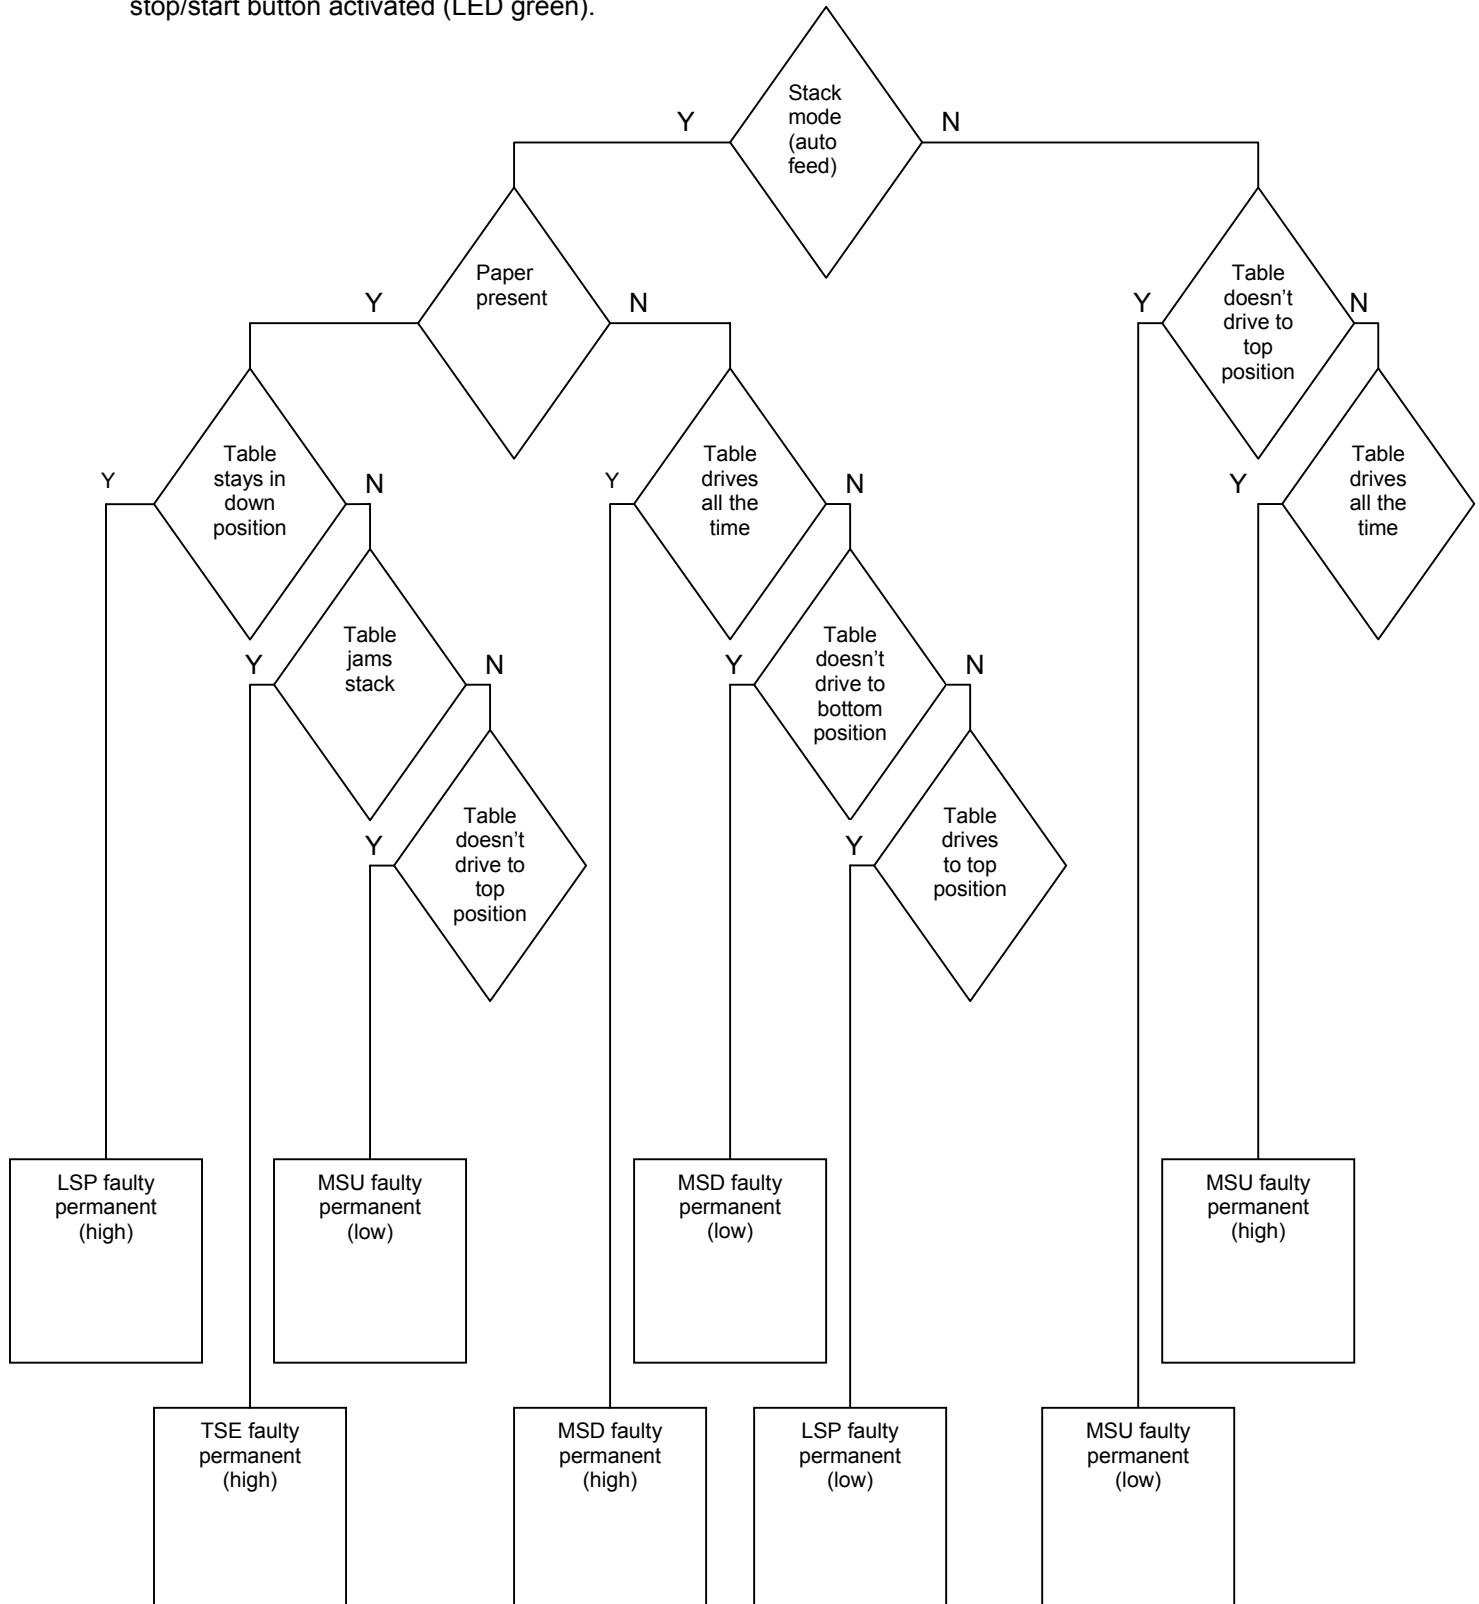 stop/start button activated (LED green).
Stack
mode
(auto
feed)
Y
N
Paper
present
Y
N
Table
doesn't
drive to
top
position
Y
N
Table
stays in
down
position
Y
N
Table
drives
all the
time
Y
N
Table
drives
all the
time
Y
Table
jams
stack
Y
N
Table
doesn't
drive to
bottom
position
Y
N
Table
doesn't
drive to
top
position
Y
Table
drives
to top
position
Y
LSP faulty
permanent
(high)
MSU faulty
permanent
(low)
MSD faulty
permanent
(low)
MSU faulty
permanent
(high)
TSE faulty
permanent
(high)
MSD faulty
permanent
(high)
LSP faulty
permanent
(low)
MSU faulty
permanent
(low)